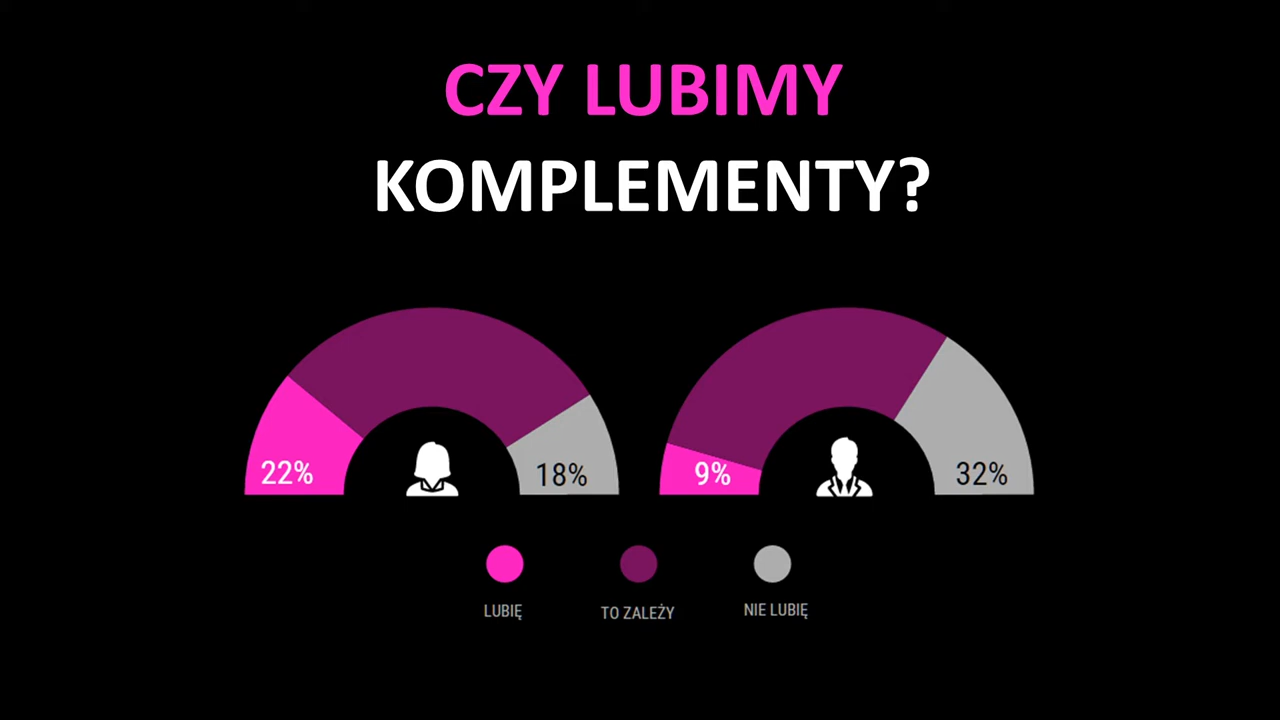 CZY LUBIMY
KOMPLEMENTY?
22%
18%
9%
32%
LUBIĘ
TO ZALEŻY
NIE LUBIĘ